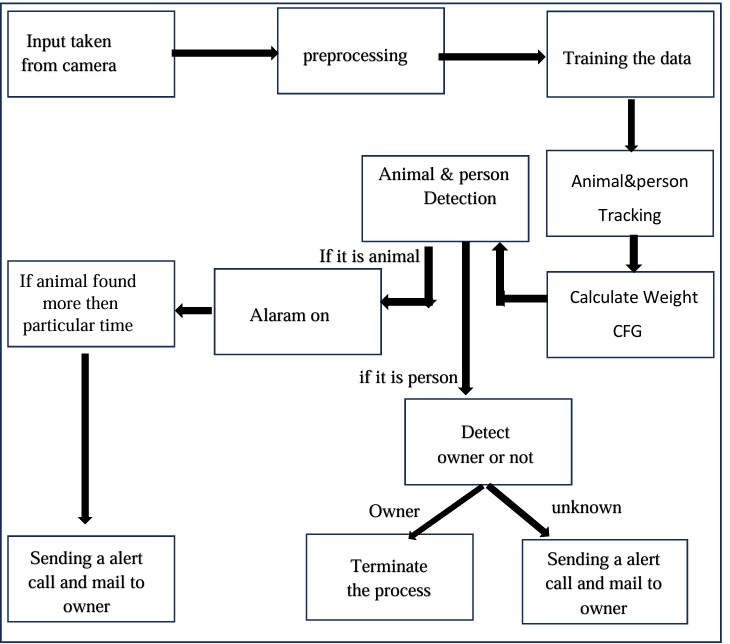 Input taken
from camera
preprocessing
Training the data
Animal & person
Detection
Animal&person
Tracking
If it is animal
If animal found
more then
particular time
Alaram on
Calculate Weight
CFG
if it is person
Detect
owner or not
Owner
unknown
Sending a alert
call and mail to
owner
Terminate
the process
Sending a alert
call and mail to
owner